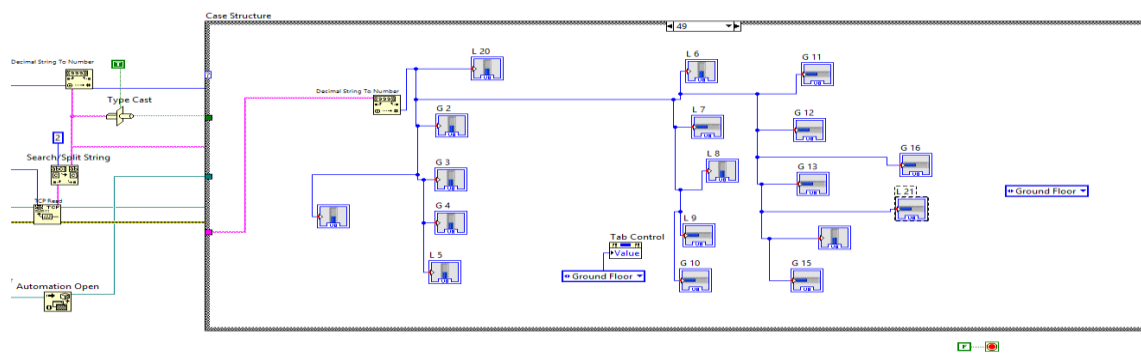 Case Structure
49
Decimal String To Number
Type Cast
2
Search/Split String
TCP Read
TCP
Automation Open
?
Decimal String To Number
L 20
G 2
G 3
G 4
L 5
L 6
L 7
L 8
L 9
G 10
G 11
G 12
G 13
G 15
G 16
L 21
Tab Control
Value
Ground Floor
Ground Floor
F